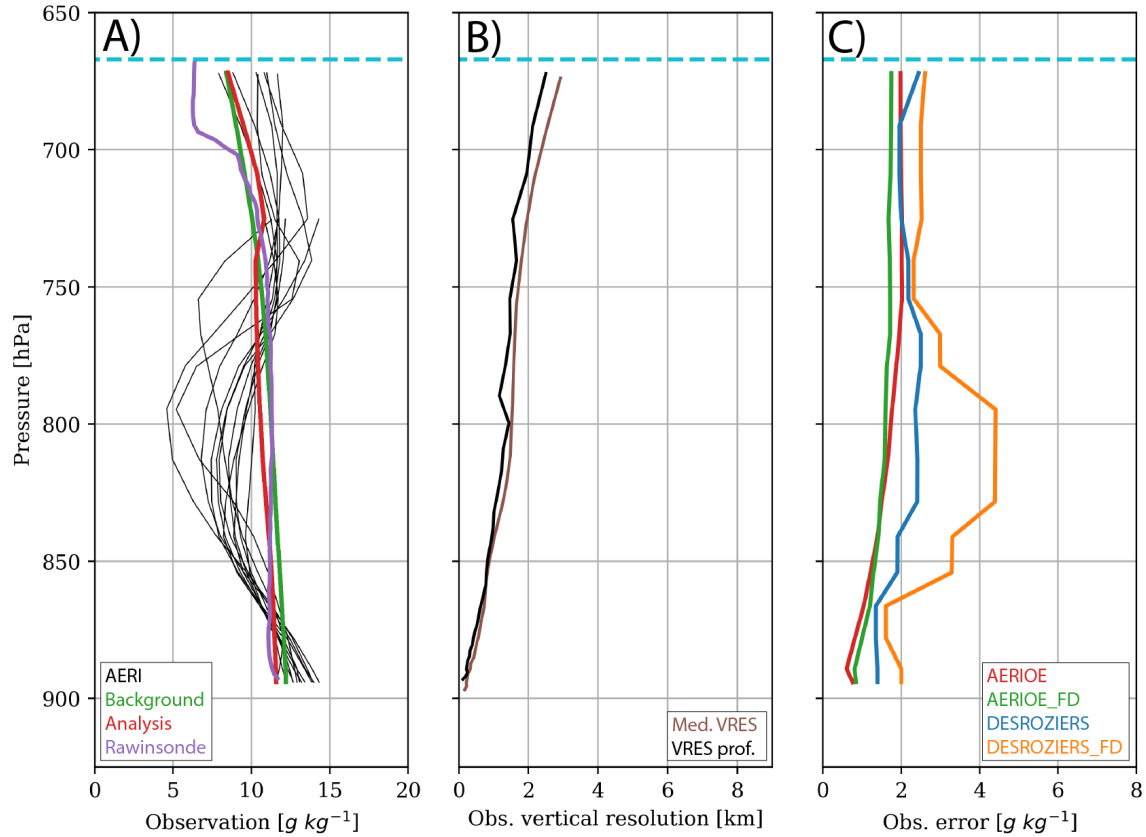 A)
B)
C)
650
700
750
800
850
900
Pressure [hPa]
AERI
Background
Analysis
Rawinsonde
0
5
10
15
20
Observation [g kg⁻¹]
Med. VRES
VRES prof.
0
2
4
6
8
Obs. vertical resolution [km]
AERIOE
AERIOE_FD
DESROZIERS
DESROZIERS_FD
0
2
4
6
8
Obs. error [g kg⁻¹]